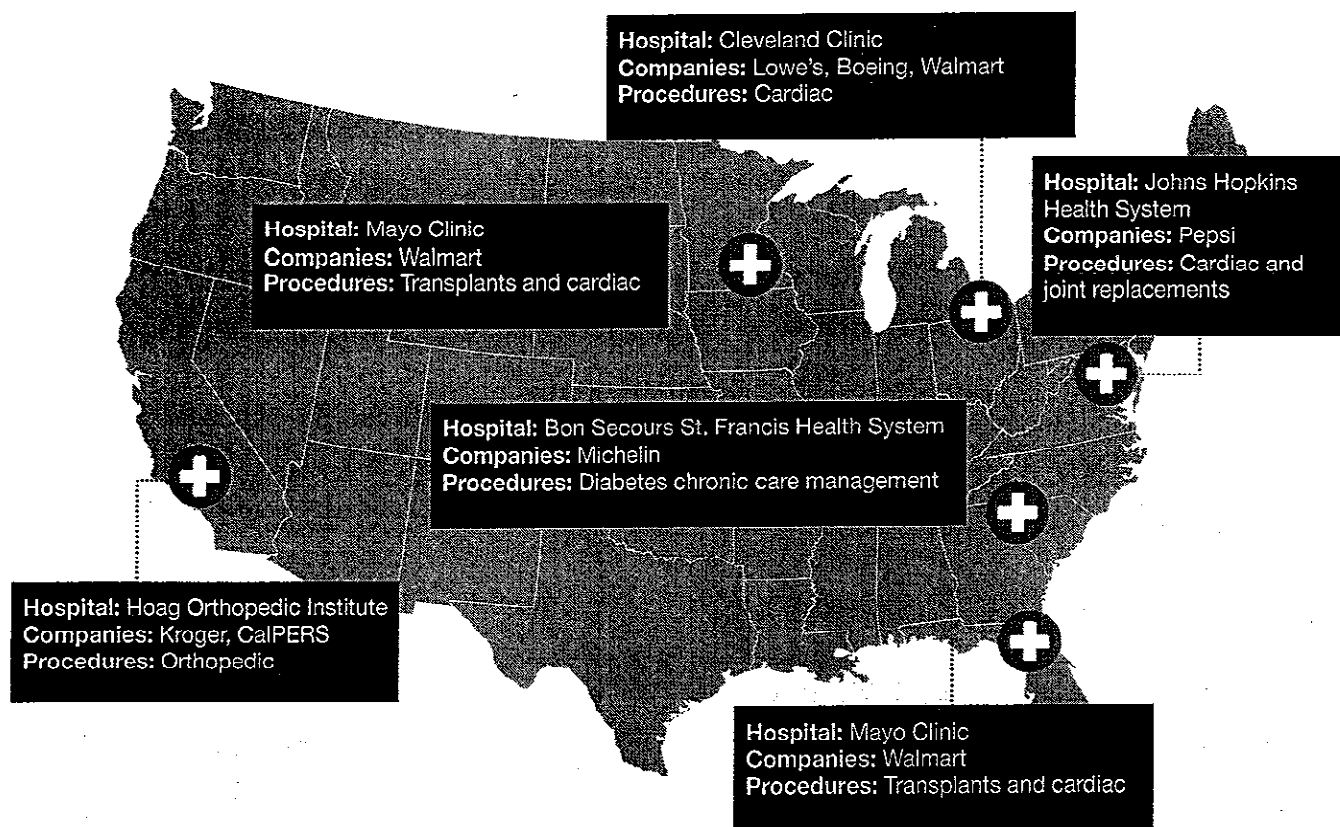 Hospital: Cleveland Clinic
Companies: Lowe's, Boeing, Walmart
Procedures: Cardiac
Hospital: Johns Hopkins
Health System
Companies: Pepsi
Procedures: Cardiac and
joint replacements
Hospital: Mayo Clinic
Companies: Walmart
Procedures: Transplants and cardiac
Hospital: Bon Secours St. Francis Health System
Companies: Michelin
Procedures: Diabetes chronic care management
Hospital: Hoag Orthopedic Institute
Companies: Kroger, CalPERS
Procedures: Orthopedic
Hospital: Mayo Clinic
Companies: Walmart
Procedures: Transplants and cardiac